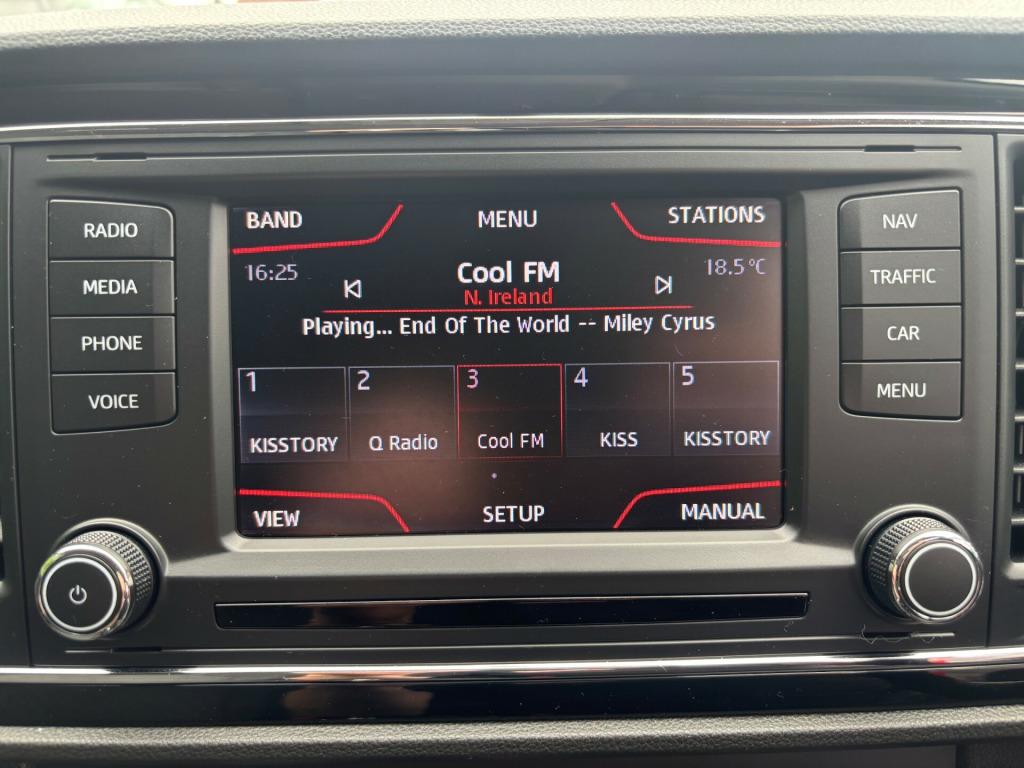 BAND MENU STATIONS
16:25 Cool FM 18.5°C
N. Ireland
Playing... End Of The World -- Miley Cyrus
1 2 3 4 5
KISSTORY Q Radio Cool FM KISS KISSTORY
VIEW SETUP MANUAL
RADIO
MEDIA
PHONE
VOICE
NAV
TRAFFIC
CAR
MENU